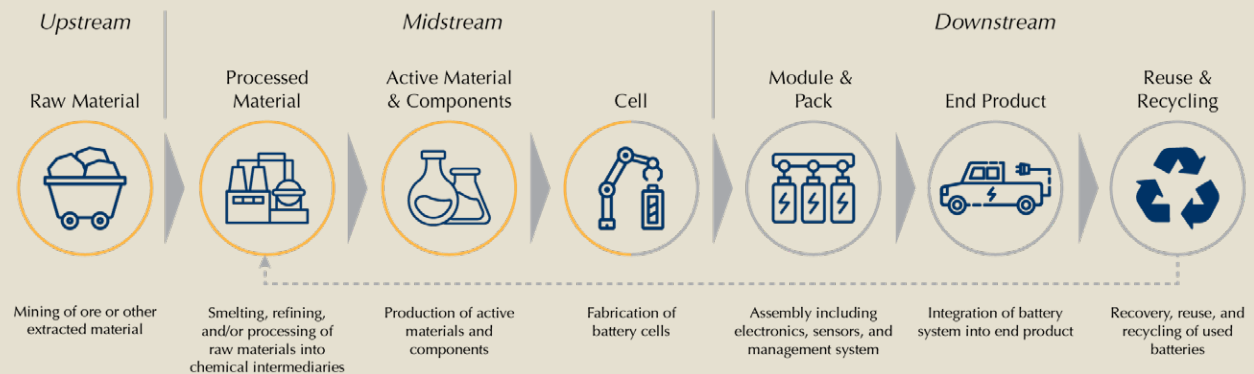 Upstream
Midstream
Downstream
Raw Material
Processed
Material
Active Material
& Components
Cell
Module &
Pack
End Product
Reuse &
Recycling
Mining of ore or other
extracted material
Smelting, refining,
and/or processing of
raw materials into
chemical intermediaries
Production of active
materials and
components
Fabrication of
battery cells
Assembly including
electronics, sensors, and
management system
Integration of battery
system into end product
Recovery, reuse, and
recycling of used
batteries